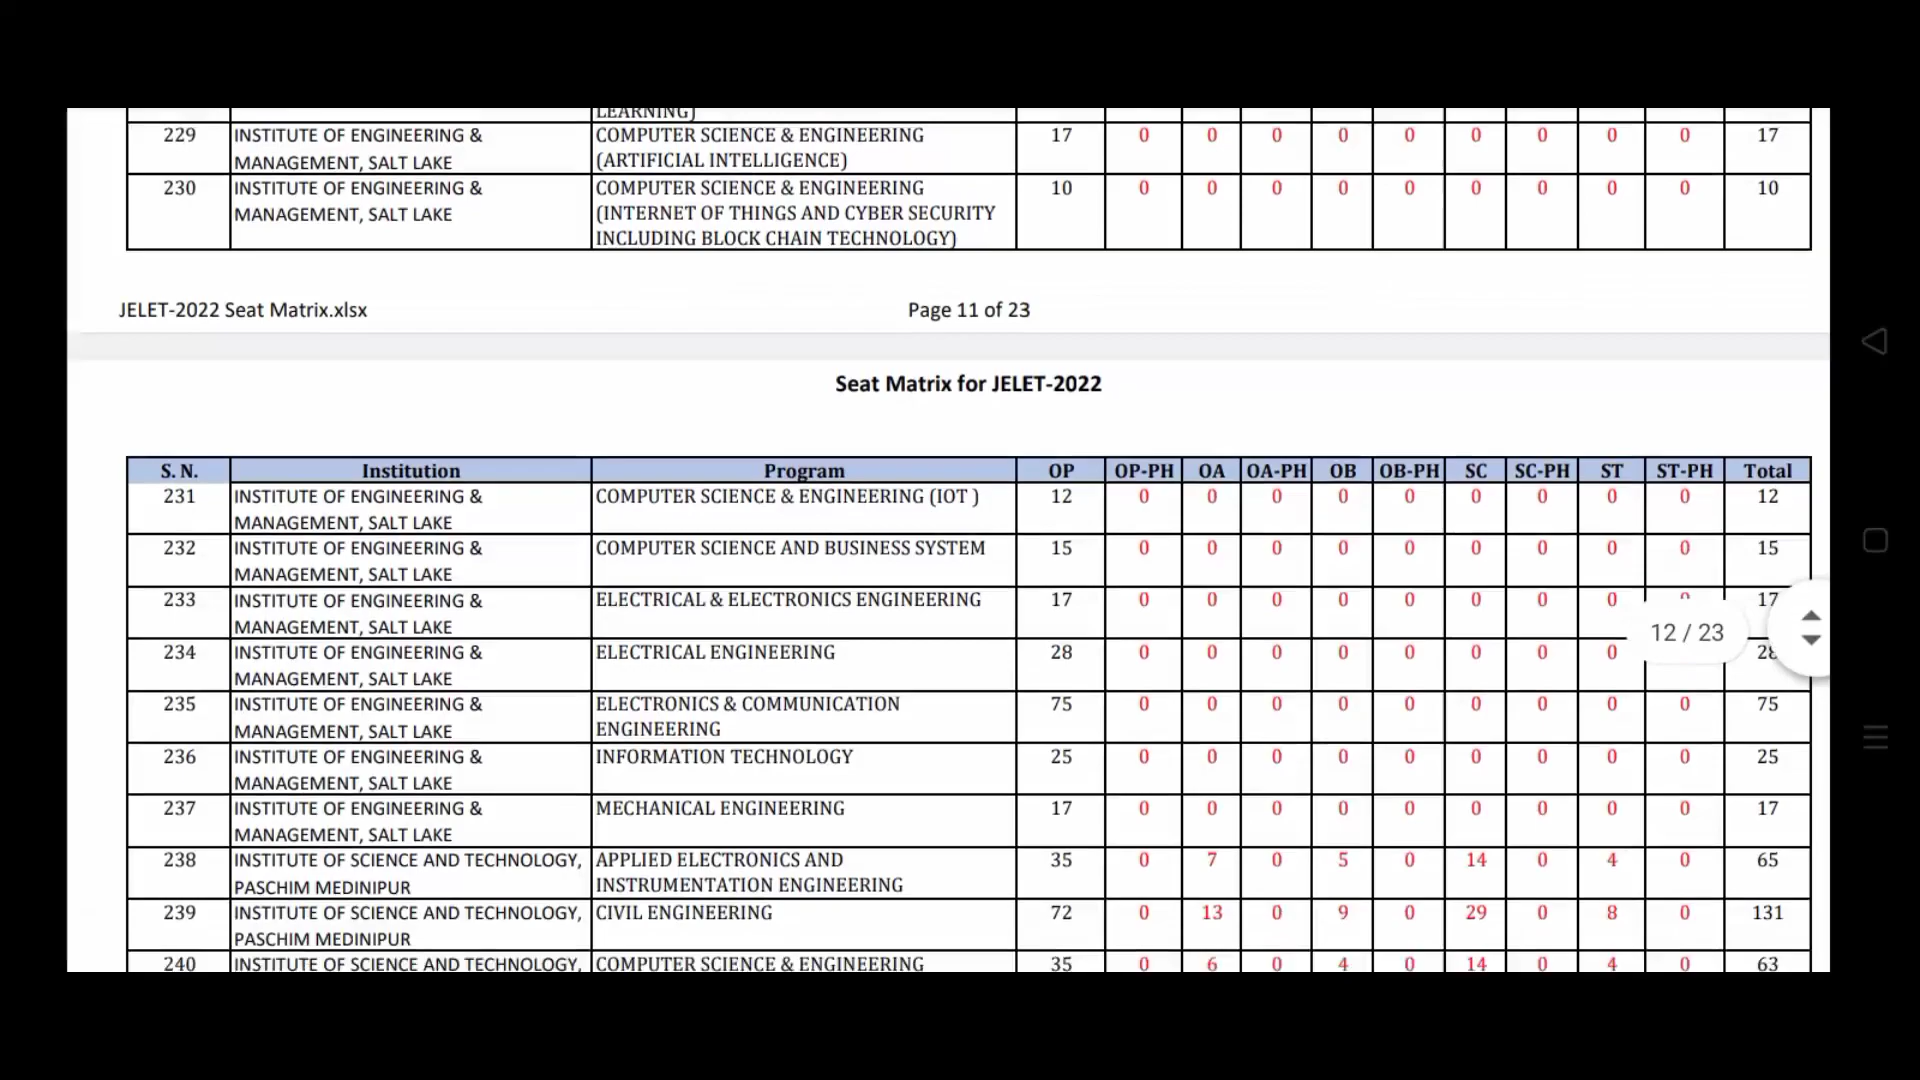 LEARNING)
229 INSTITUTE OF ENGINEERING & COMPUTER SCIENCE & ENGINEERING 17 0 0 0 0 0 0 0 0 0 17
MANAGEMENT, SALT LAKE (ARTIFICIAL INTELLIGENCE)
230 INSTITUTE OF ENGINEERING & COMPUTER SCIENCE & ENGINEERING 10 0 0 0 0 0 0 0 0 0 10
MANAGEMENT, SALT LAKE (INTERNET OF THINGS AND CYBER SECURITY
INCLUDING BLOCK CHAIN TECHNOLOGY)
JELET-2022 Seat Matrix.xlsx Page 11 of 23
Seat Matrix for JELET-2022
S. N. Institution Program OP OP-PH OA OA-PH OB OB-PH SC SC-PH ST ST-PH Total
231 INSTITUTE OF ENGINEERING & COMPUTER SCIENCE & ENGINEERING (IOT ) 12 0 0 0 0 0 0 0 0 0 12
MANAGEMENT, SALT LAKE
232 INSTITUTE OF ENGINEERING & COMPUTER SCIENCE AND BUSINESS SYSTEM 15 0 0 0 0 0 0 0 0 0 15
MANAGEMENT, SALT LAKE
233 INSTITUTE OF ENGINEERING & ELECTRICAL & ELECTRONICS ENGINEERING 17 0 0 0 0 0 0 0 0 17
MANAGEMENT, SALT LAKE
12 / 23
234 INSTITUTE OF ENGINEERING & ELECTRICAL ENGINEERING 28 0 0 0 0 0 0 0 0 28
MANAGEMENT, SALT LAKE
235 INSTITUTE OF ENGINEERING & ELECTRONICS & COMMUNICATION 75 0 0 0 0 0 0 0 0 0 75
MANAGEMENT, SALT LAKE ENGINEERING
236 INSTITUTE OF ENGINEERING & INFORMATION TECHNOLOGY 25 0 0 0 0 0 0 0 0 0 25
MANAGEMENT, SALT LAKE
237 INSTITUTE OF ENGINEERING & MECHANICAL ENGINEERING 17 0 0 0 0 0 0 0 0 0 17
MANAGEMENT, SALT LAKE
238 INSTITUTE OF SCIENCE AND TECHNOLOGY, APPLIED ELECTRONICS AND 35 0 7 0 5 0 14 0 4 0 65
PASCHIM MEDINIPUR INSTRUMENTATION ENGINEERING
239 INSTITUTE OF SCIENCE AND TECHNOLOGY, CIVIL ENGINEERING 72 0 13 0 9 0 29 0 8 0 131
PASCHIM MEDINIPUR
240 INSTITUTE OF SCIENCE AND TECHNOLOGY, COMPUTER SCIENCE & ENGINEERING 35 0 6 0 4 0 14 0 4 0 63